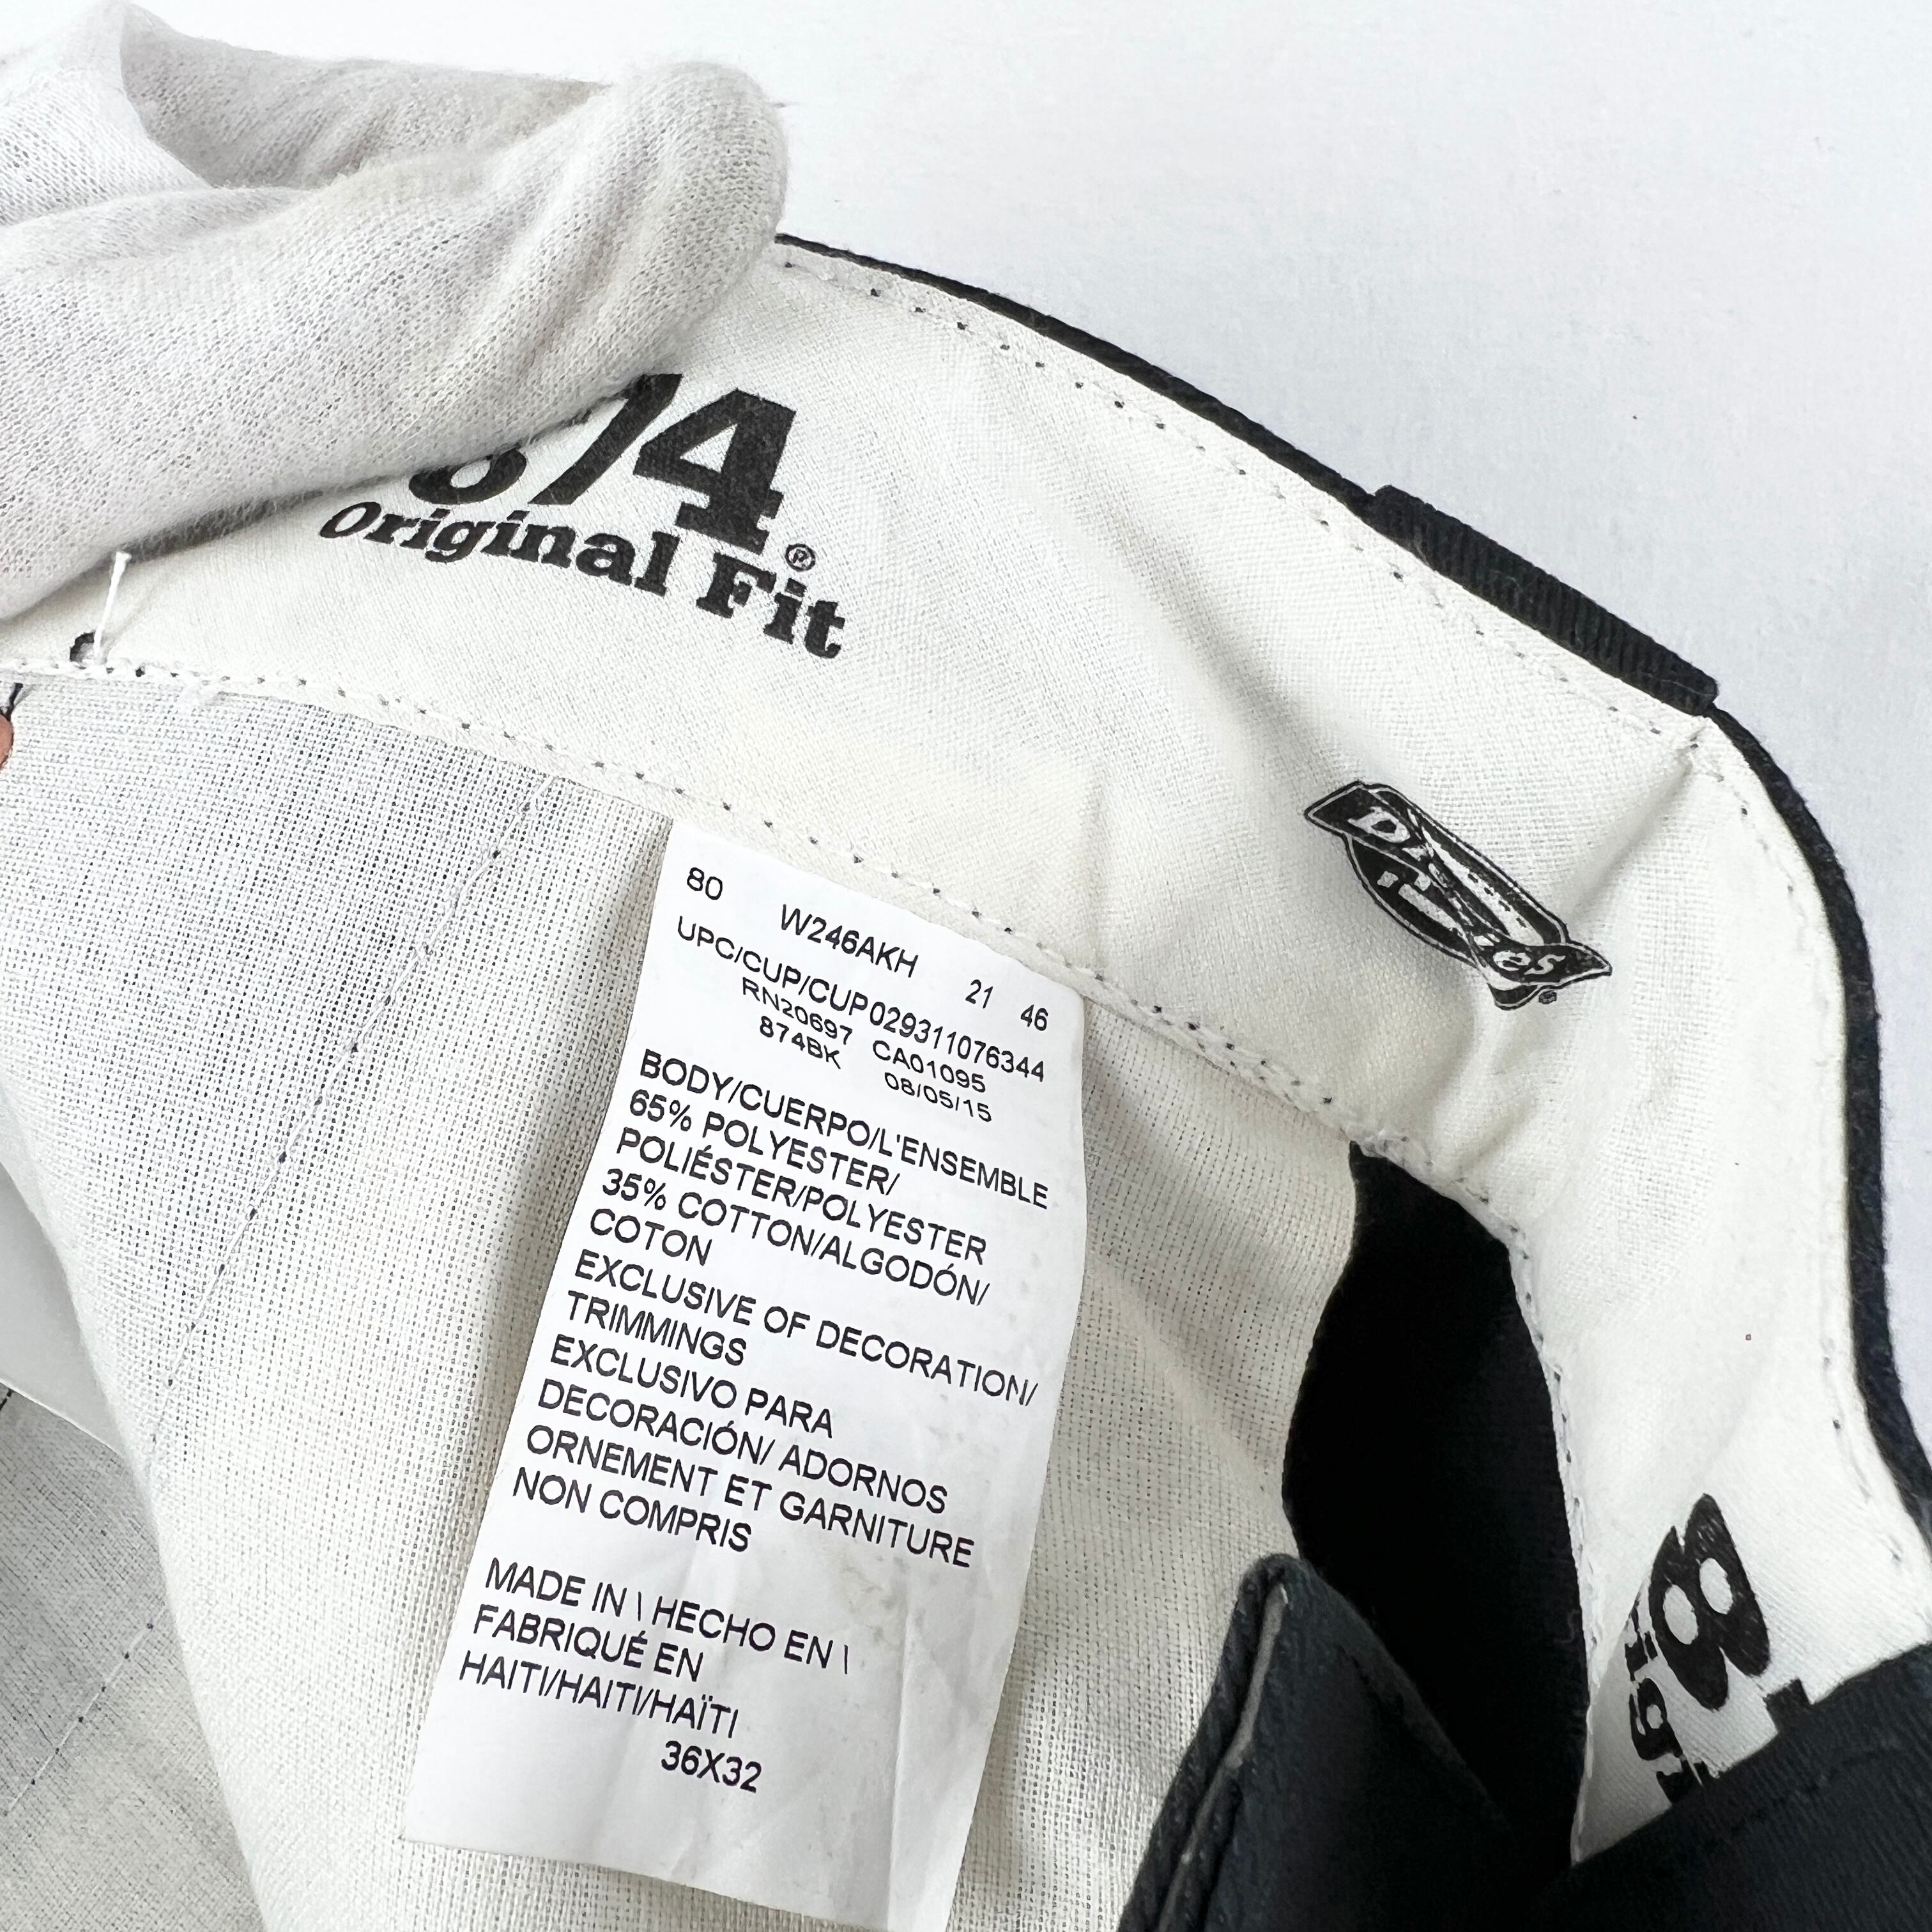 874®
Original Fit
Dickies
80 W246AKH 21 46
UPC/CUP/CUP029311076344
RN20697 CA01095
874BK 08/05/15
BODY/CUERPO/L'ENSEMBLE
65% POLYESTER/
POLIÉSTER/POLYESTER
35% COTTON/ALGODÓN/
COTON
EXCLUSIVE OF DECORATION/
TRIMMINGS
EXCLUSIVO PARA
DECORACIÓN/ ADORNOS
ORNEMENT ET GARNITURE
NON COMPRIS
MADE IN \ HECHO EN \
FABRIQUÉ EN
HAITI/HAITI/HAÏTI
36X32
8